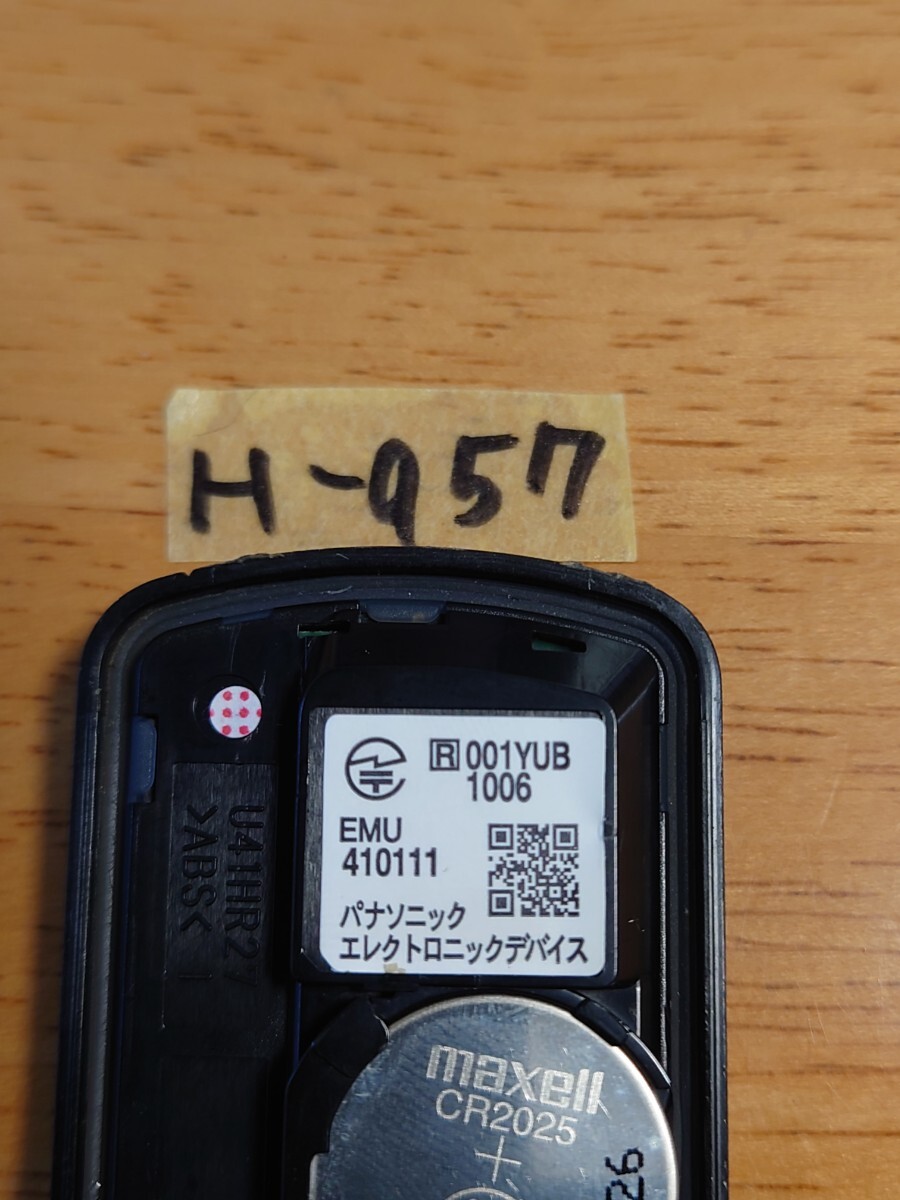 H-957
R 001YUB
1006
EMU
410111
パナソニック
エレクトロニックデバイス
U41HR27
>ABS<
maxell
CR2025
+